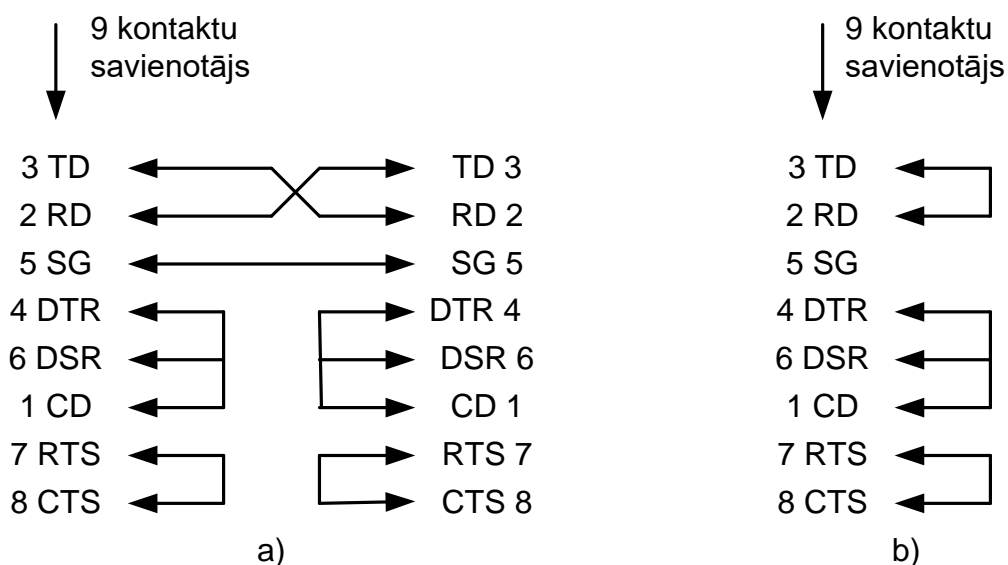 9 kontaktu
savienotājs
3 TD
TD 3
2 RD
RD 2
5 SG
SG 5
4 DTR
DTR 4
6 DSR
DSR 6
1 CD
CD 1
7 RTS
RTS 7
8 CTS
CTS 8
a)
9 kontaktu
savienotājs
3 TD
2 RD
5 SG
4 DTR
6 DSR
1 CD
7 RTS
8 CTS
b)